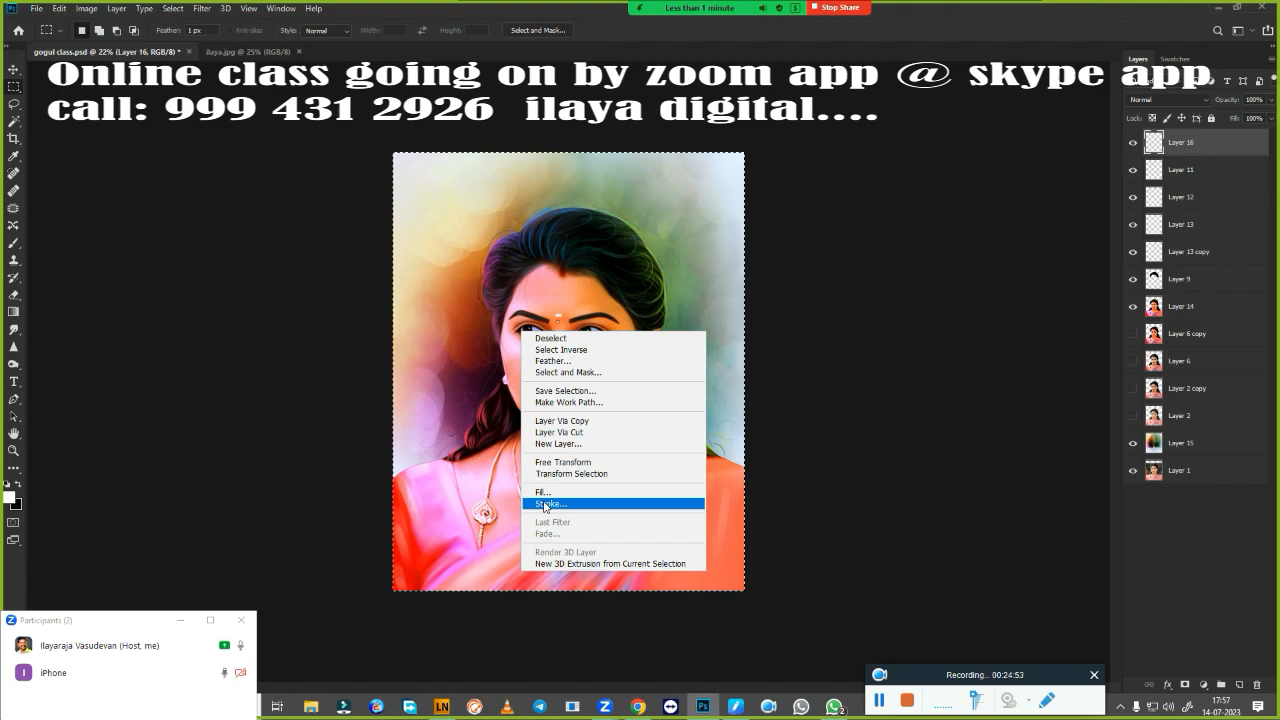 File Edit Image Layer Type Select Filter 3D View Window Help
Less than 1 minute
Stop Share
Feather: 1 px
Anti-alias
Style: Normal
Width:
Height:
Select and Mask...
gogul class.psd @ 22% (Layer 16, RGB/8) *
ilaya.jpg @ 25% (RGB/8)
Online class going on by zoom app @ skype app
call: 999 431 2926 ilaya digital....
Layers
Swatches
Normal
Opacity: 100%
Lock:
Fill: 100%
Layer 16
Layer 11
Layer 12
Layer 13
Layer 13 copy
Layer 9
Layer 14
Layer 6 copy
Layer 6
Layer 2 copy
Layer 2
Layer 15
Layer 1
Deselect
Select Inverse
Feather...
Select and Mask...
Save Selection...
Make Work Path...
Layer Via Copy
Layer Via Cut
New Layer...
Free Transform
Transform Selection
Fill...
Stroke...
Last Filter
Fade...
Render 3D Layer
New 3D Extrusion from Current Selection
Participants (2)
Ilayaraja Vasudevan (Host, me)
I
iPhone
Recording... 00:24:53
LN
Ps
2
17:57
14-07-2023